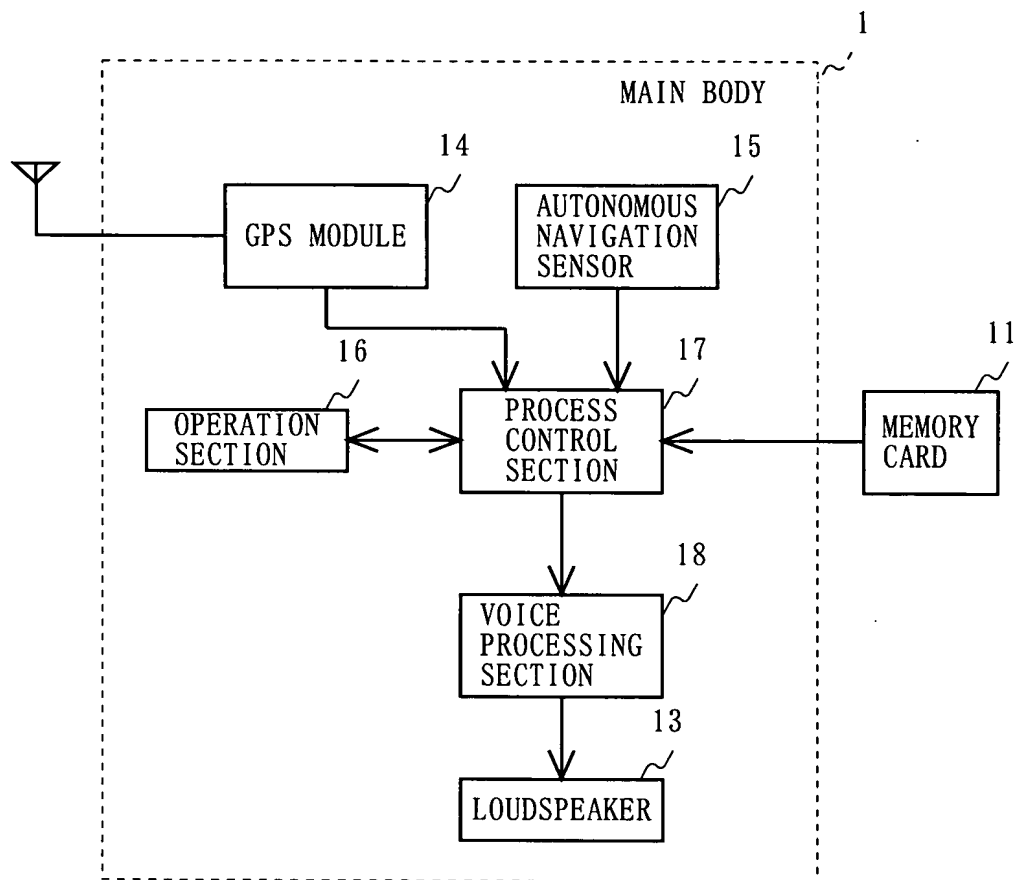 1
MAIN BODY
14
15
GPS MODULE
AUTONOMOUS
NAVIGATION
SENSOR
16
17
11
OPERATION
SECTION
PROCESS
CONTROL
SECTION
MEMORY
CARD
18
VOICE
PROCESSING
SECTION
13
LOUDSPEAKER